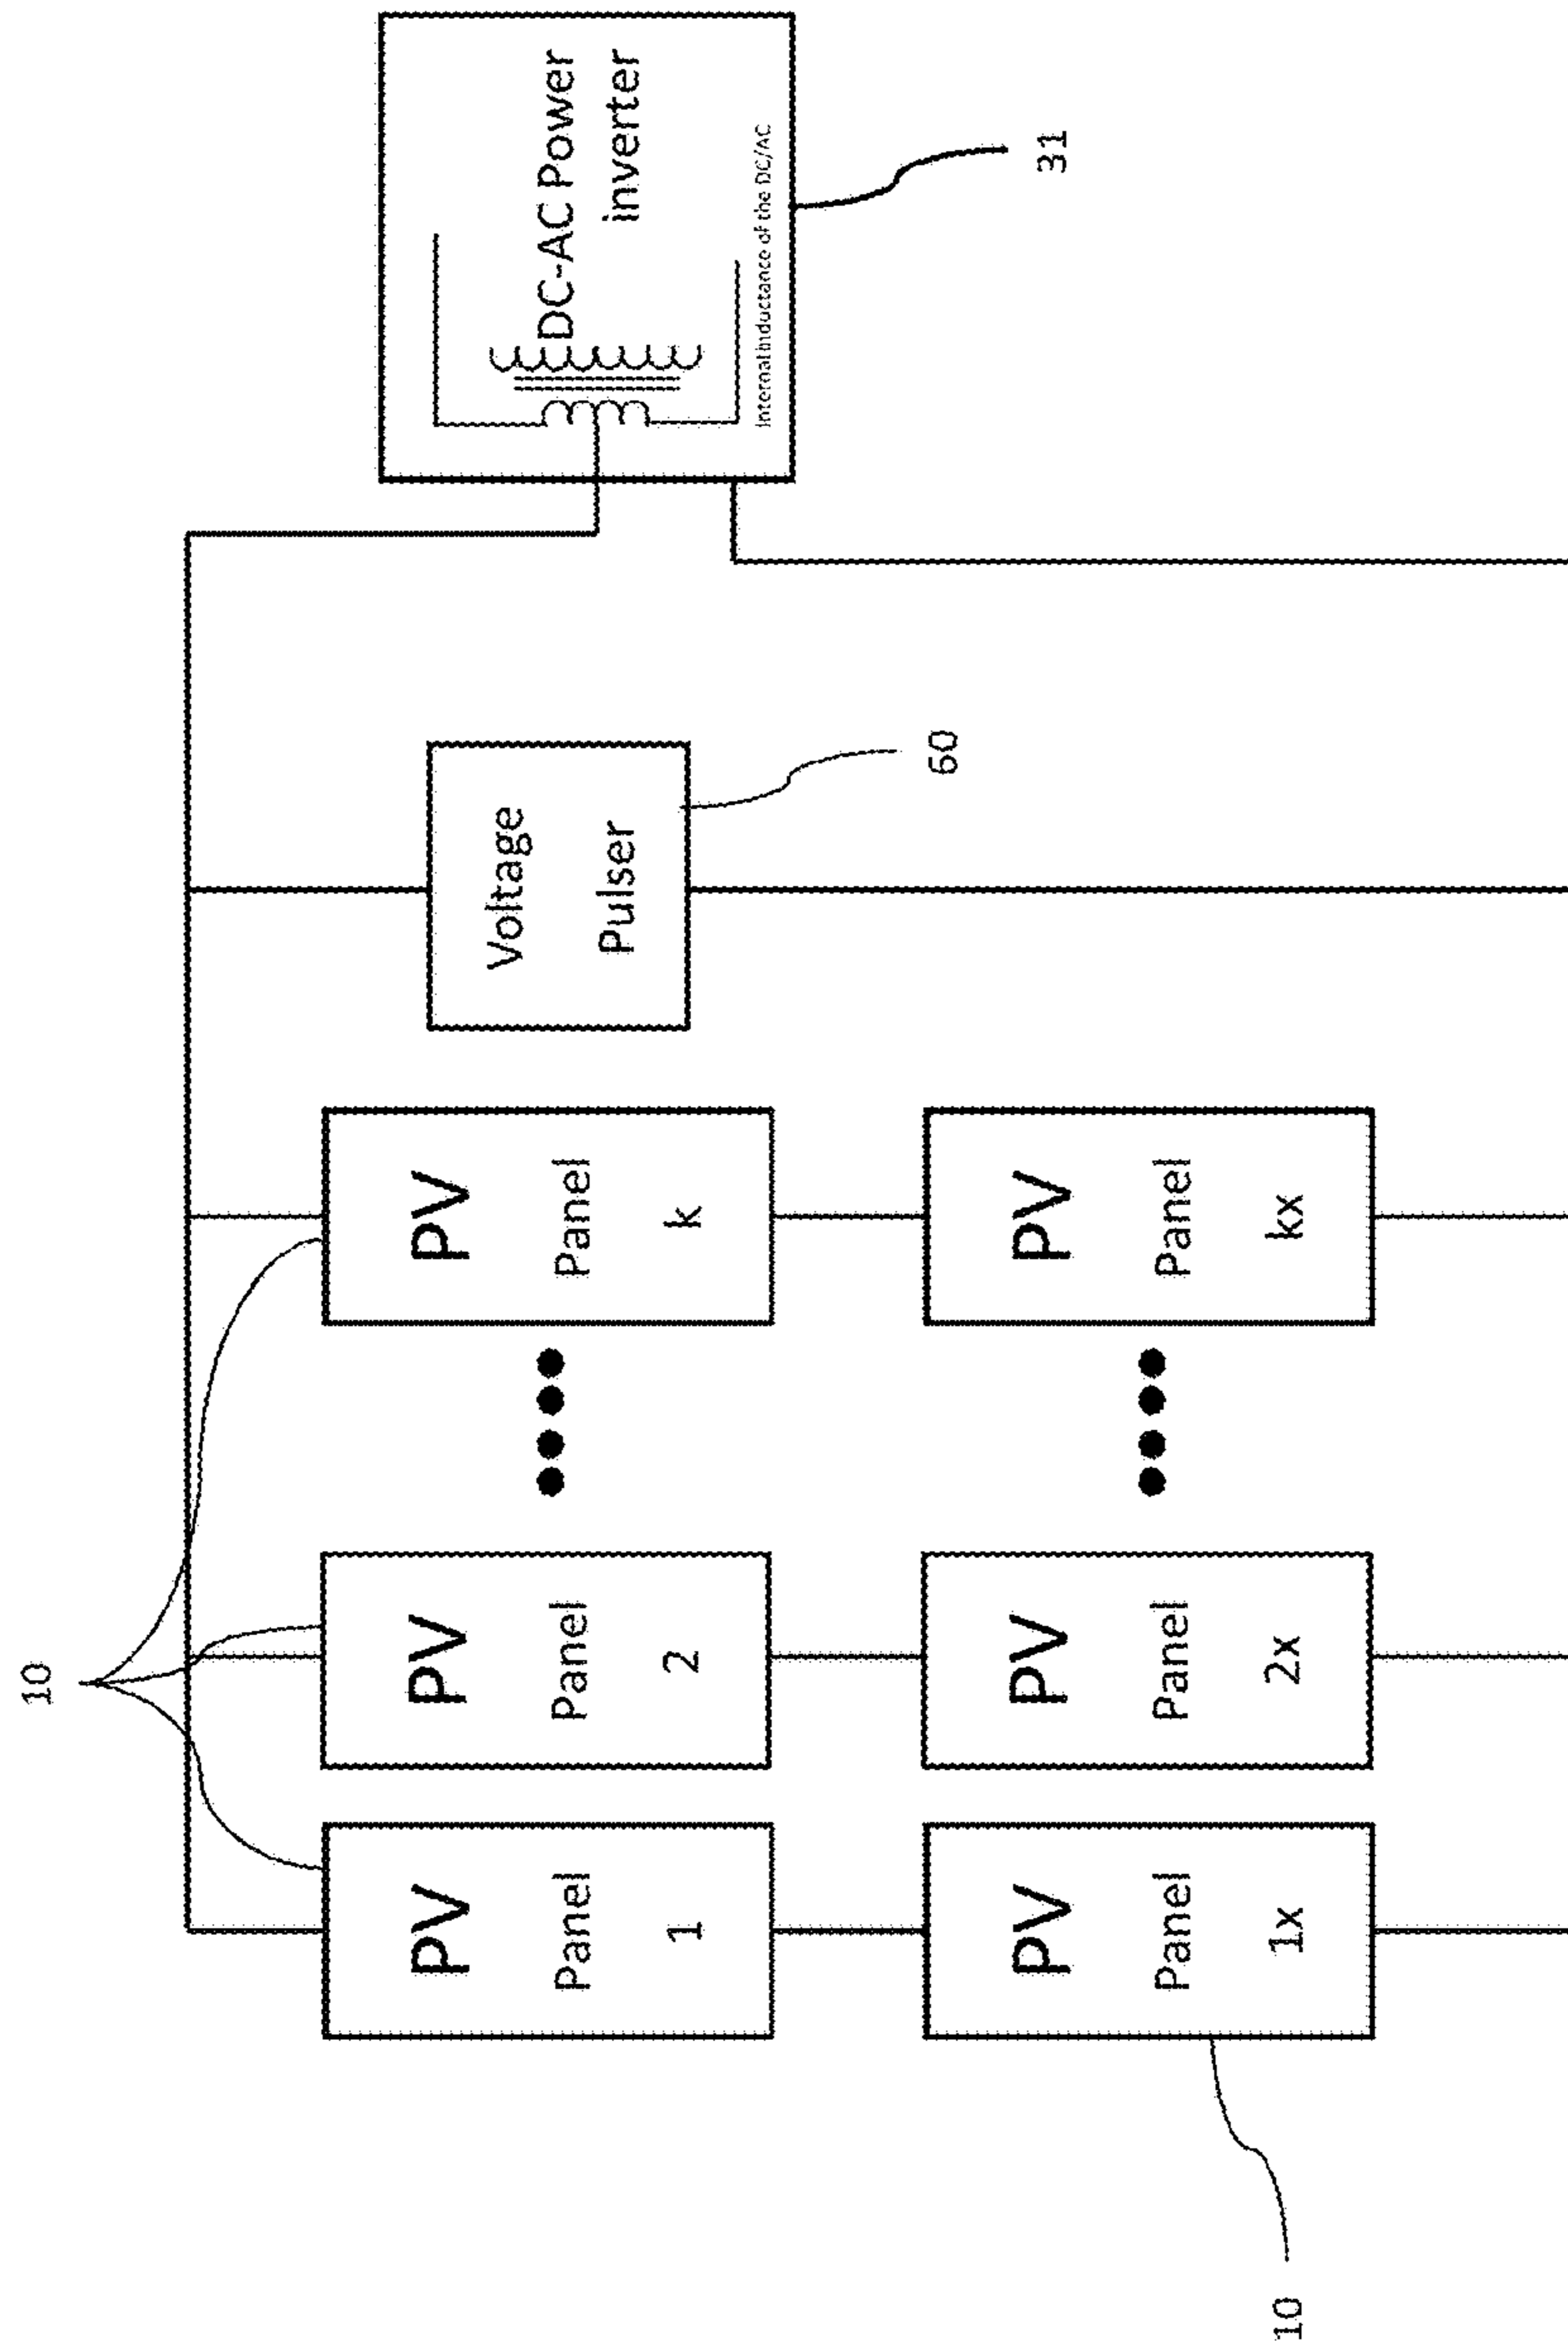 10
PV
Panel
1
PV
Panel
2
PV
Panel
k
Voltage
Pulser
60
DC-AC Power
inverter
Internal inductance of the DC/AC
31
PV
Panel
1x
PV
Panel
2x
PV
Panel
kx
10